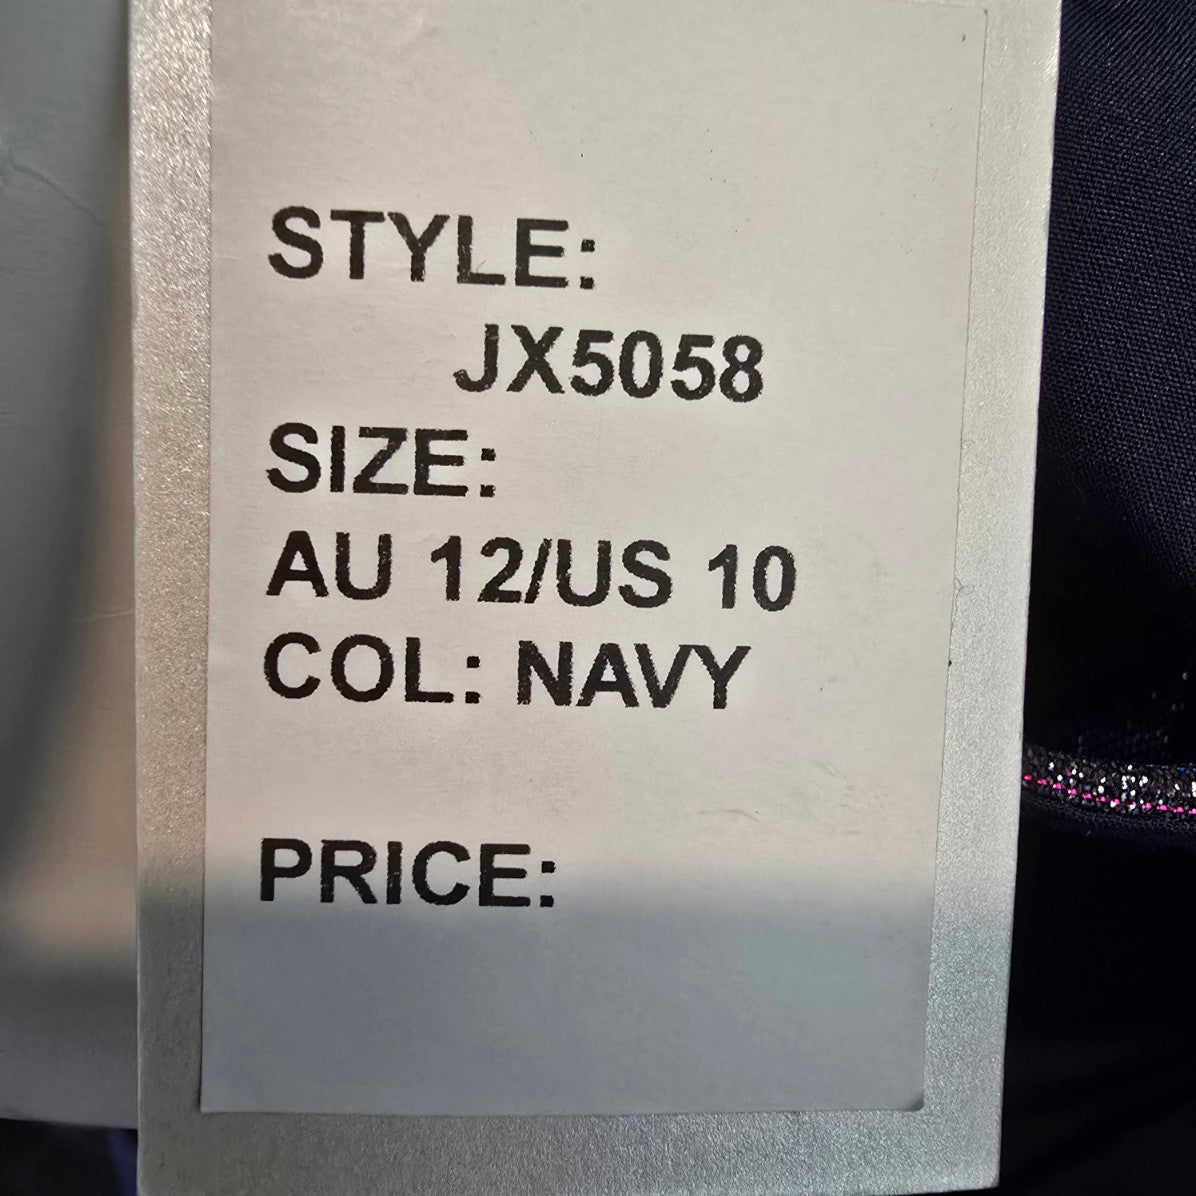 STYLE:
JX5058
SIZE:
AU 12/US 10
COL: NAVY
PRICE: